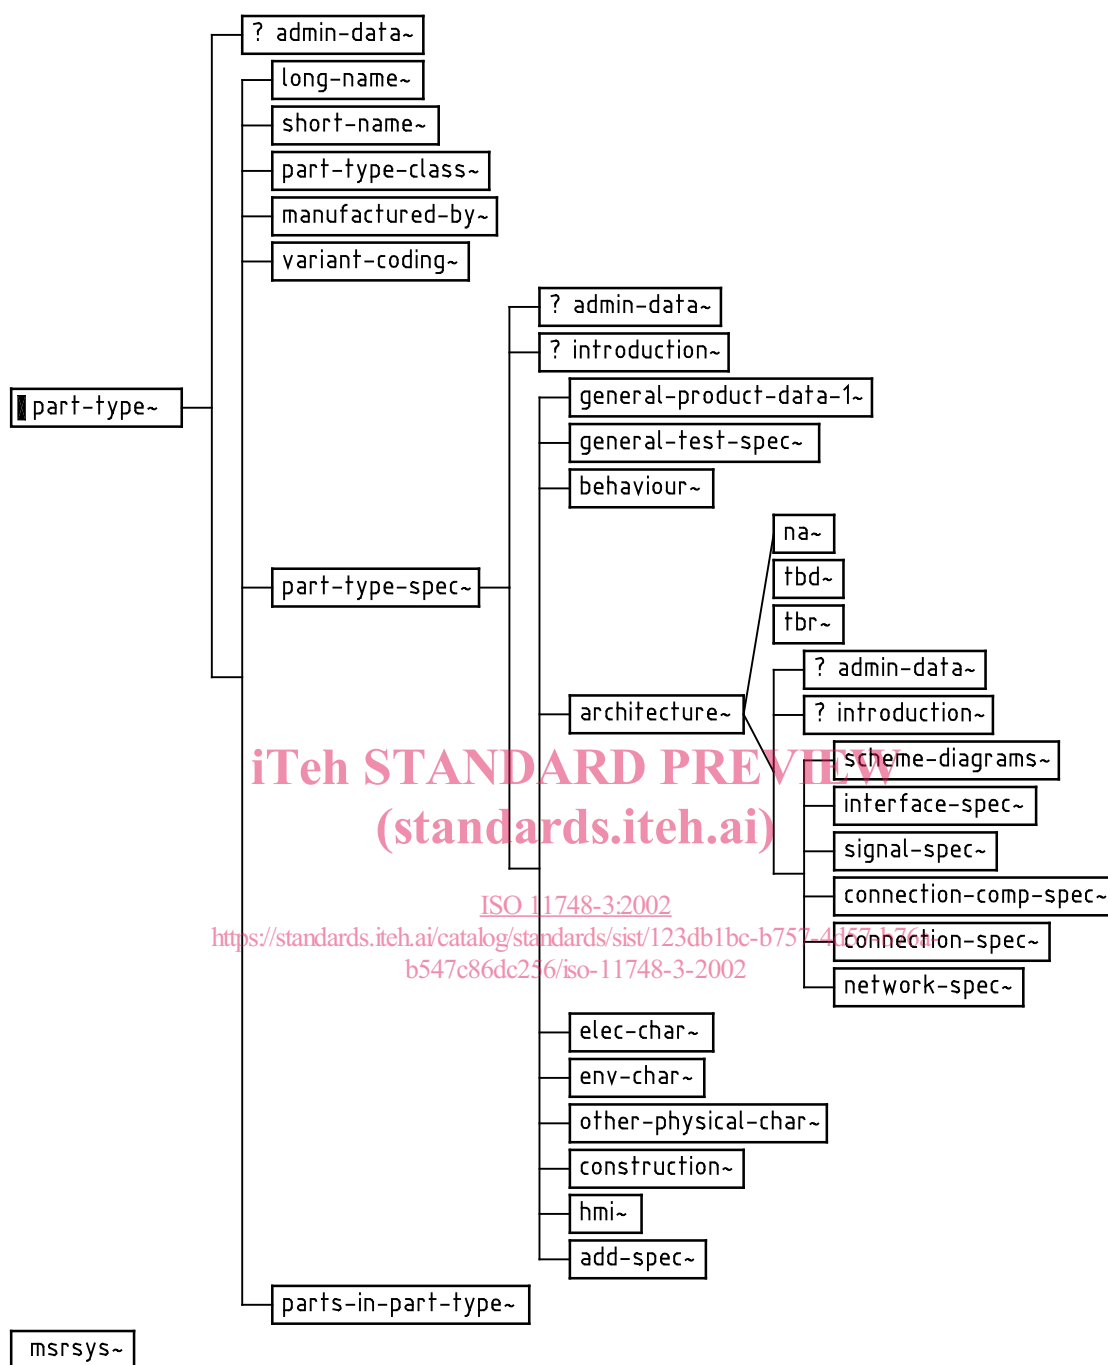 ? admin-data~
long-name~
short-name~
part-type-class~
manufactured-by~
variant-coding~
? admin-data~
? introduction~
general-product-data-1~
part-type~
general-test-spec~
behaviour~
na~
tbd~
part-type-spec~
tbr~
? admin-data~
architecture~
? introduction~
iTeh STANDARD PREVIEW
scheme-diagrams~
interface-spec~
(standards.iteh.ai)
signal-spec~
connection-comp-spec~
ISO 11748-3:2002
https://standards.iteh.ai/catalog/standards/sist/123db1bc-b757-4d57-b76a-
connection-spec~
b547c86dc256/iso-11748-3-2002
network-spec~
elec-char~
env-char~
other-physical-char~
construction~
hmi~
add-spec~
parts-in-part-type~
msrsys~